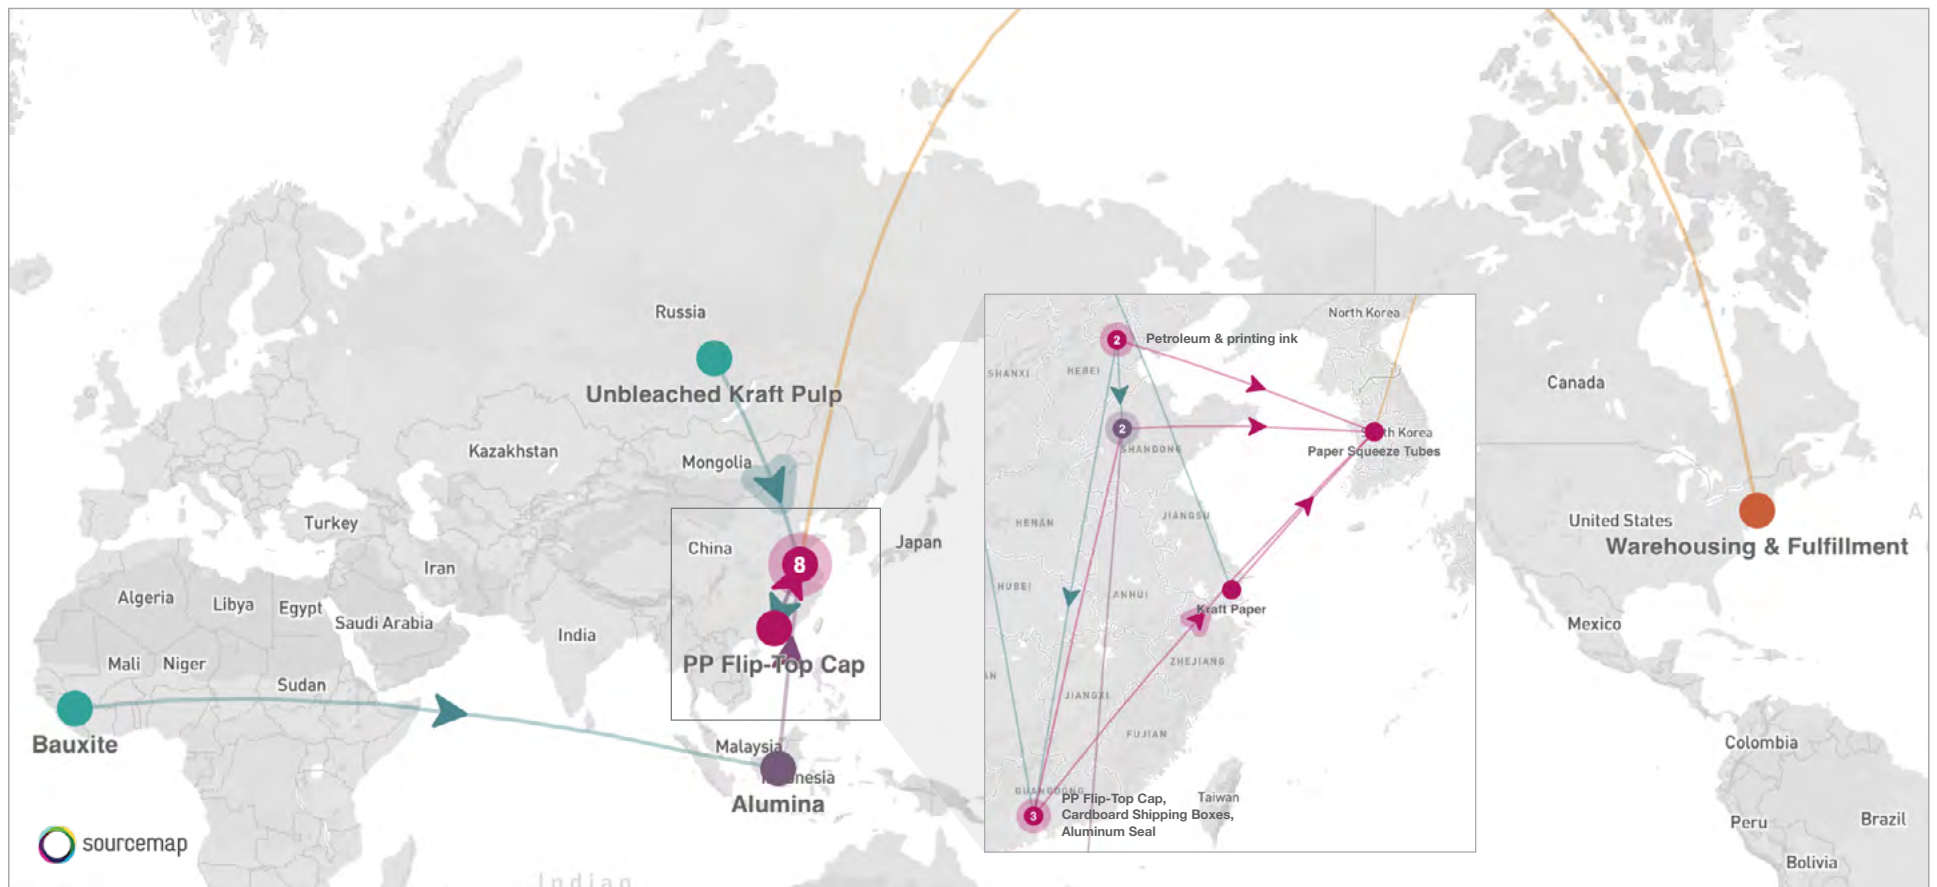 Russia
Unbleached Kraft Pulp
Kazakhstan
Mongolia
Turkey
China
8
Japan
Iran
Algeria
Libya
Egypt
Saudi Arabia
India
Mali
Niger
Sudan
PP Flip-Top Cap
Bauxite
Malaysia
Alumina
sourcemap
Indian
North Korea
2
Petroleum & printing ink
SHANXI
HEBEI
2
SHANDONG
Paper Squeeze Tubes
HENAN
JIANGSU
HUBEI
ANHUI
Kraft Paper
ZHEJIANG
JIANGXI
FUJIAN
GUANGDONG
3
PP Flip-Top Cap,
Cardboard Shipping Boxes,
Aluminum Seal
Taiwan
Canada
United States
A
Warehousing & Fulfillment
Mexico
Colombia
Peru
Brazil
Bolivia